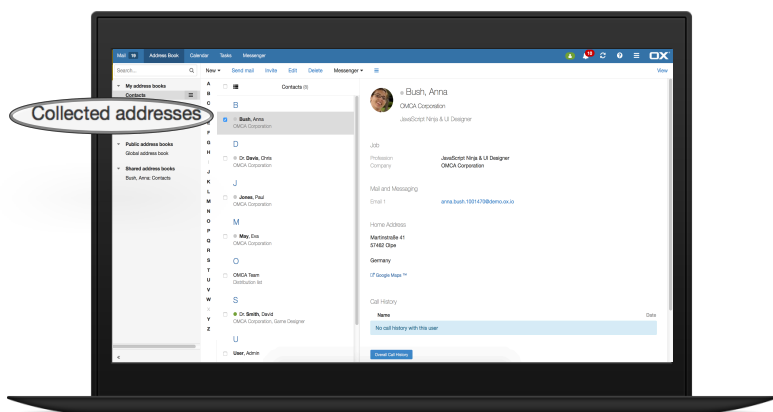 Mail 19 Address Book Calendar Tasks Messenger
10 OX
Search...
New Send mail Invite Edit Delete Messenger View
My address books
Contacts
Collected addresses
Public address books
Global address book
Shared address books
Bush, Anna: Contacts
A
B
C
F
G
H
I
J
K
L
M
N
O
P
Q
R
S
T
U
V
W
X
Y
Z
Contacts
B
Bush, Anna
OMCA Corporation
D
Dr. Davis, Chris
OMCA Corporation
J
Jones, Paul
OMCA Corporation
M
May, Eva
OMCA Corporation
O
OMCA Team
Distribution list
S
Dr. Smith, David
OMCA Corporation, Game Designer
U
User, Admin
Bush, Anna
OMCA Corporation
JavaScript Ninja & UI Designer
Job
Profession JavaScript Ninja & UI Designer
Company OMCA Corporation
Mail and Messaging
Email 1 anna.bush.1001470@demo.ox.io
Home Address
Martinstraße 41
57462 Olpe
Germany
Google Maps ™
Call History
Name Date
No call history with this user
Overall Call History